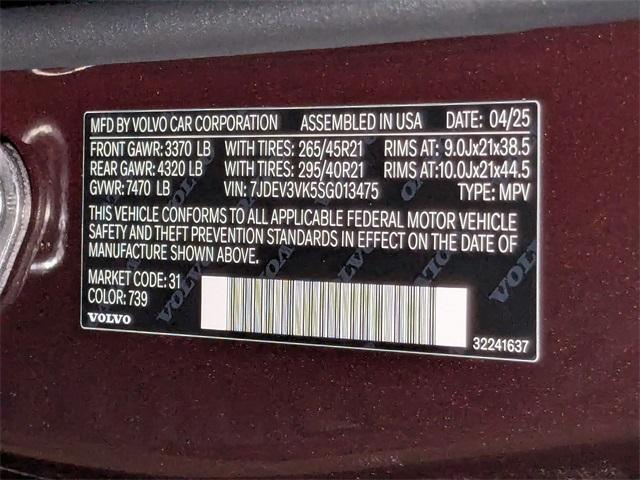 MFD BY VOLVO CAR CORPORATION ASSEMBLED IN USA DATE: 04/25
FRONT GAWR: 3370 LB WITH TIRES: 265/45R21 RIMS AT: 9.0Jx21x38.5
REAR GAWR: 4320 LB WITH TIRES: 295/40R21 RIMS AT:10.0Jx21x44.5
GVWR: 7470 LB VIN: 7JDEV3VK5SG013475 TYPE: MPV
THIS VEHICLE CONFORMS TO ALL APPLICABLE FEDERAL MOTOR VEHICLE
SAFETY AND THEFT PREVENTION STANDARDS IN EFFECT ON THE DATE OF
MANUFACTURE SHOWN ABOVE.
MARKET CODE: 31
COLOR: 739
VOLVO
32241637